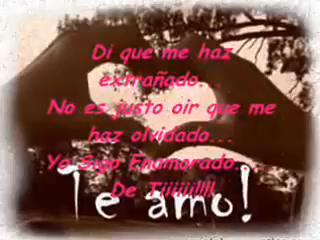 Di que me haz
extrañado.
No es justo oir que me
haz olvidado...
Yo Sigo Enamorado...
De Tiiiiii!!!!
Te amo!